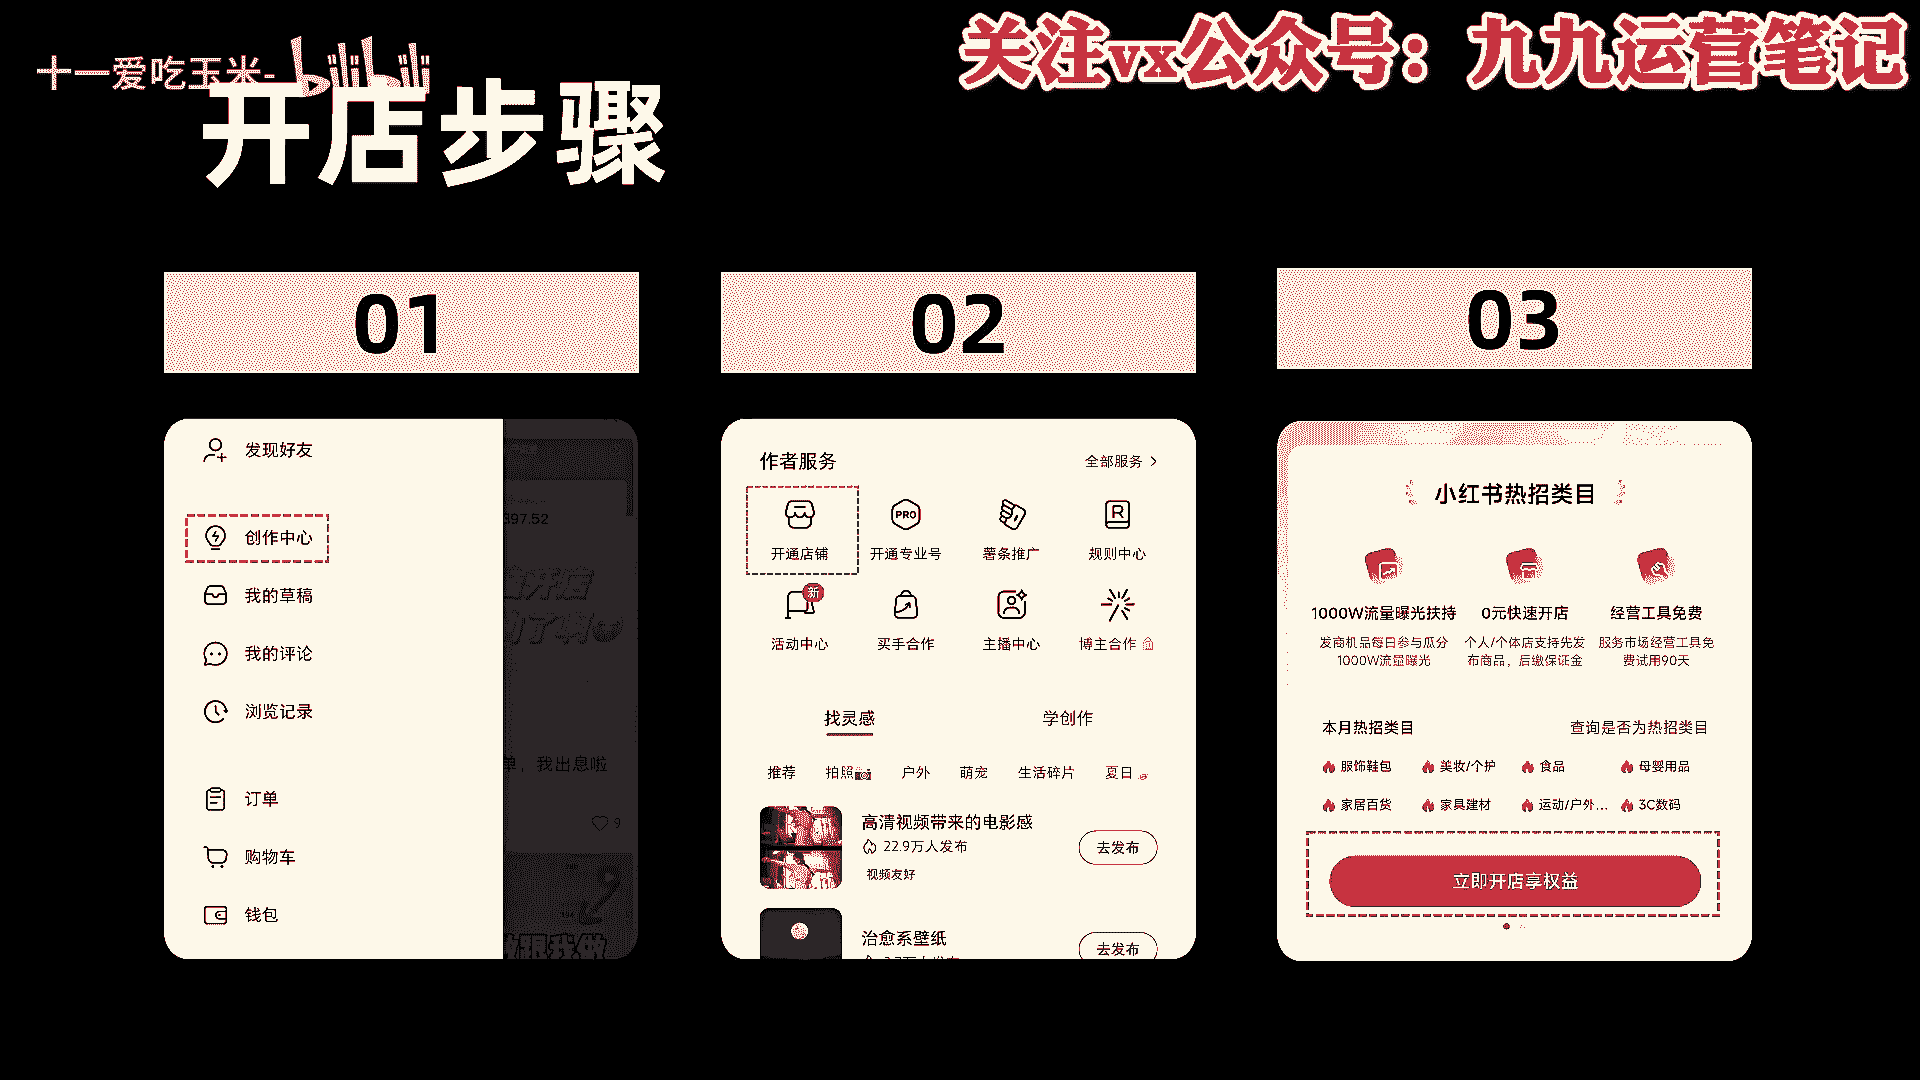 十一爱吃玉米- bilibili
关注vx公众号：九九运营笔记
开店步骤
01
02
03
发现好友
创作中心
我的草稿
我的评论
浏览记录
订单
购物车
钱包
397.52
单，我出息啦
9
跟我做
作者服务
全部服务 >
开通店铺
PRO
开通专业号
薯条推广
R
规则中心
新
活动中心
买手合作
主播中心
博主合作
找灵感
学创作
推荐 拍照 户外 萌宠 生活碎片 夏日
高清视频带来的电影感
22.9万人发布
视频友好
去发布
治愈系壁纸
去发布
小红书热招类目
1000W流量曝光扶持
发商机品每日参与瓜分
1000W流量曝光
0元快速开店
个人/个体店支持先发
布商品，后缴保证金
经营工具免费
服务市场经营工具免
费试用90天
本月热招类目
查询是否为热招类目
服饰鞋包 美妆/个护 食品 母婴用品
家居百货 家具建材 运动/户外... 3C数码
立即开店享权益